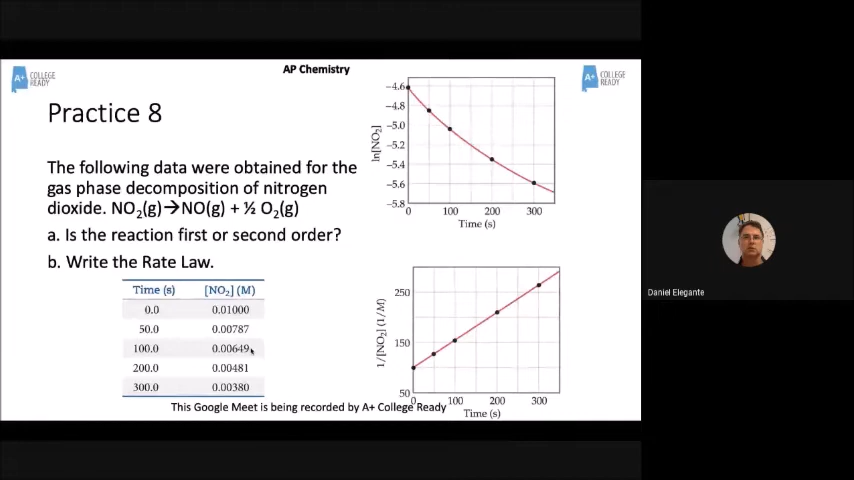 AP Chemistry
A+ COLLEGE READY
A+ COLLEGE READY
Practice 8
The following data were obtained for the
gas phase decomposition of nitrogen
dioxide. NO₂(g)→NO(g) + ½ O₂(g)
a. Is the reaction first or second order?
b. Write the Rate Law.
Time (s) [NO₂] (M)
0.0 0.01000
50.0 0.00787
100.0 0.00649
200.0 0.00481
300.0 0.00380
ln[NO₂]
−4.6
−4.8
−5.0
−5.2
−5.4
−5.6
−5.8
0 100 200 300
Time (s)
1/[NO₂] (1/M)
250
150
50
0 100 200 300
Time (s)
This Google Meet is being recorded by A+ College Ready
Daniel Elegante